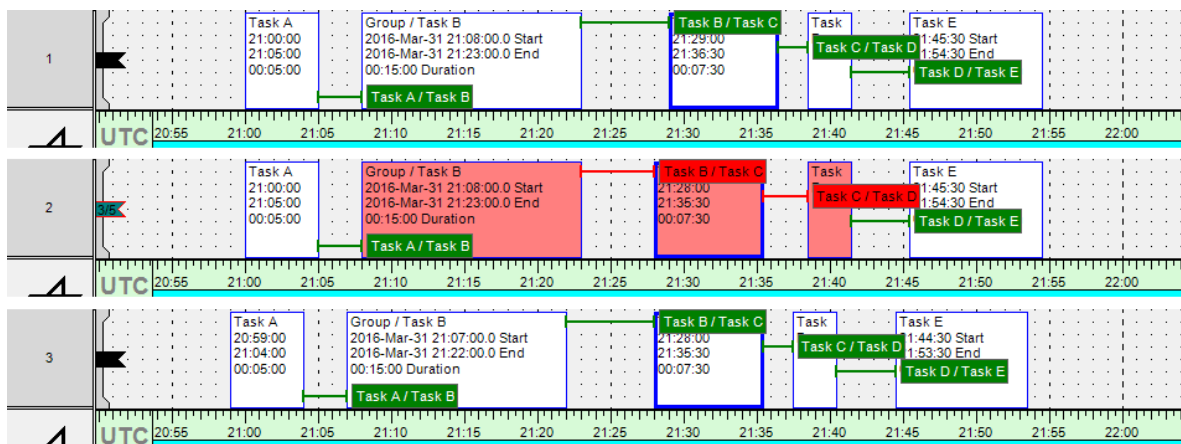 1
Task A
21:00:00
21:05:00
00:05:00
Group / Task B
2016-Mar-31 21:08:00.0 Start
2016-Mar-31 21:23:00.0 End
00:15:00 Duration
Task A / Task B
Task B / Task C
21:29:00
21:36:30
00:07:30
Task
Task C / Task D
Task E
21:45:30 Start
21:54:30 End
Task D / Task E
UTC 20:55 21:00 21:05 21:10 21:15 21:20 21:25 21:30 21:35 21:40 21:45 21:50 21:55 22:00
2
3/5
Task A
21:00:00
21:05:00
00:05:00
Group / Task B
2016-Mar-31 21:08:00.0 Start
2016-Mar-31 21:23:00.0 End
00:15:00 Duration
Task A / Task B
Task B / Task C
21:28:00
21:35:30
00:07:30
Task
Task C / Task D
Task E
21:45:30 Start
21:54:30 End
Task D / Task E
UTC 20:55 21:00 21:05 21:10 21:15 21:20 21:25 21:30 21:35 21:40 21:45 21:50 21:55 22:00
3
Task A
20:59:00
21:04:00
00:05:00
Group / Task B
2016-Mar-31 21:07:00.0 Start
2016-Mar-31 21:22:00.0 End
00:15:00 Duration
Task A / Task B
Task B / Task C
21:28:00
21:35:30
00:07:30
Task
Task C / Task D
Task E
21:44:30 Start
21:53:30 End
Task D / Task E
UTC 20:55 21:00 21:05 21:10 21:15 21:20 21:25 21:30 21:35 21:40 21:45 21:50 21:55 22:00